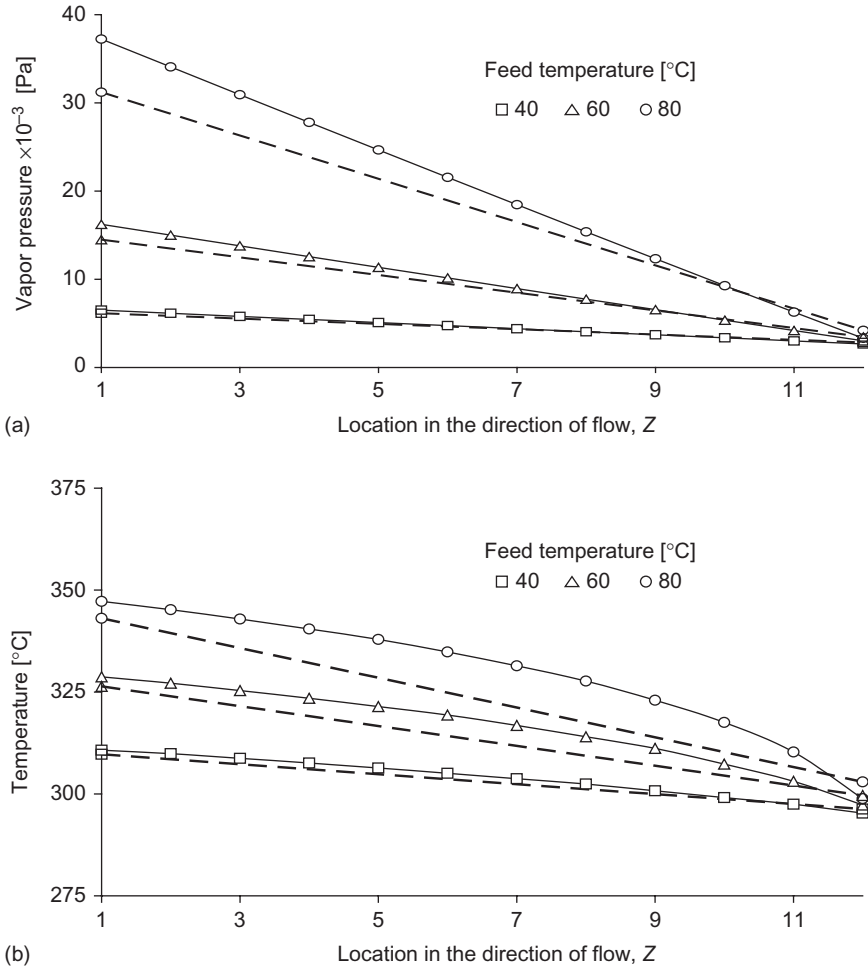 40
30
20
10
0
Vapor pressure ×10⁻³ [Pa]
Feed temperature [°C]
40 60 80
1 3 5 7 9 11
(a)
Location in the direction of flow, Z
375
350
325
300
275
Temperature [°C]
Feed temperature [°C]
40 60 80
1 3 5 7 9 11
(b)
Location in the direction of flow, Z